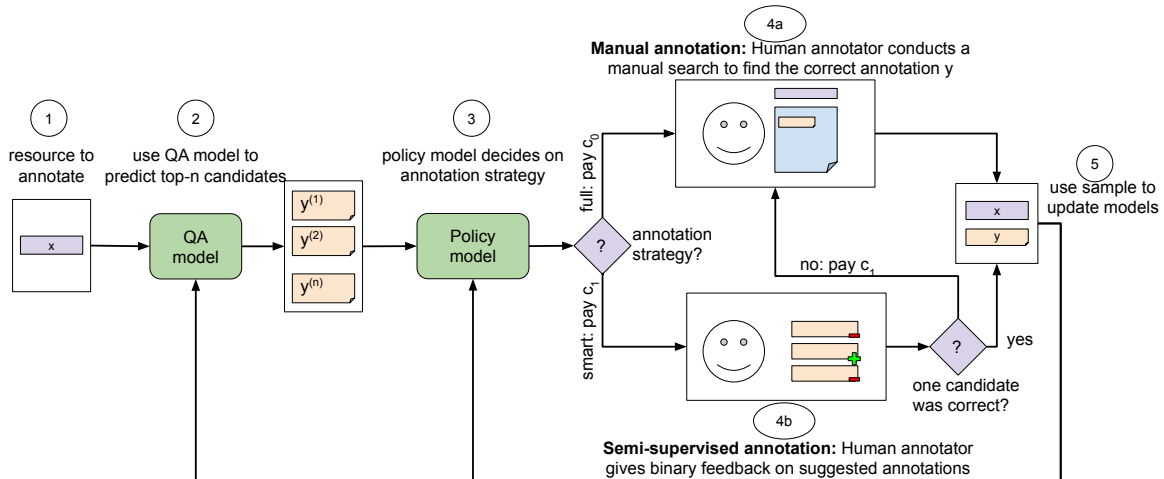 4a
Manual annotation: Human annotator conducts a
manual search to find the correct annotation y
1
resource to
annotate
x
2
use QA model to
predict top-n candidates
QA
model
y(1)
y(2)
y(n)
3
policy model decides on
annotation strategy
Policy
model
?
annotation
strategy?
full: pay c0
smart: pay c1
no: pay c1
?
yes
one candidate
was correct?
4b
Semi-supervised annotation: Human annotator
gives binary feedback on suggested annotations
5
use sample to
update models
x
y